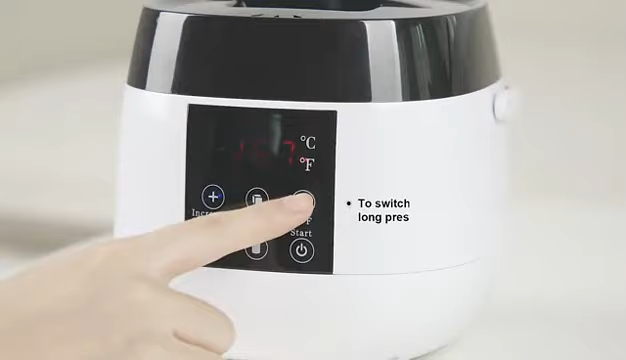 °C
°F
Start
• To switch
long pres